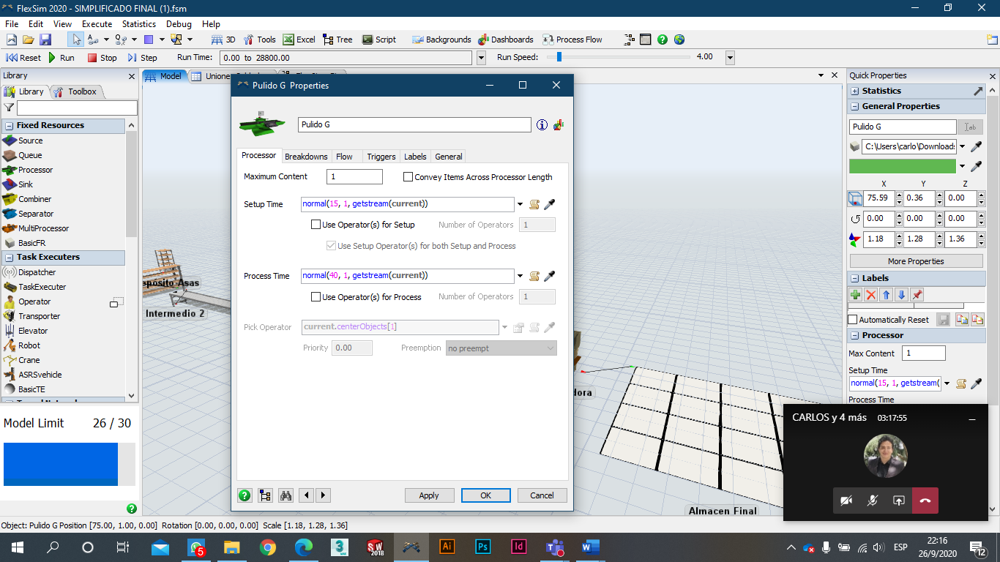 FlexSim 2020 - SIMPLIFICADO FINAL (1).fsm
File Edit View Execute Statistics Debug Help
3D Tools Excel Tree Script Backgrounds Dashboards Process Flow
Reset Run Stop Step Run Time: 0.00 to 28800.00 Run Speed: 4.00
Library
Library Toolbox
Fixed Resources
Source
Queue
Processor
Sink
Combiner
Separator
MultiProcessor
BasicFR
Task Executers
Dispatcher
TaskExecuter
Operator
Transporter
Elevator
Robot
Crane
ASRSvehicle
BasicTE
Model Limit 26 / 30
Model
Intermedio 2
Almacen Final
Pulido G Properties
Pulido G
Processor Breakdowns Flow Triggers Labels General
Maximum Content 1 Convey Items Across Processor Length
Setup Time normal(15, 1, getstream(current))
Use Operator(s) for Setup Number of Operators 1
Use Setup Operator(s) for both Setup and Process
Process Time normal(40, 1, getstream(current))
Use Operator(s) for Process Number of Operators 1
Pick Operator current.centerObjects[1]
Priority 0.00 Preemption no preempt
Apply OK Cancel
Quick Properties
Statistics
General Properties
Pulido G
C:\Users\carlo\Downloads
X Y Z
75.59 0.36 0.00
0.00 0.00 0.00
1.18 1.28 1.36
More Properties
Labels
Automatically Reset
Processor
Max Content 1
Setup Time
normal(15, 1, getstream(
Process Time
CARLOS y 4 más 03:17:55
Object: Pulido G Position [75.00, 1.00, 0.00] Rotation [0.00, 0.00, 0.00] Scale [1.18, 1.28, 1.36]
5
3
SW
2018
Ai
Ps
Id
ESP
22:16
26/9/2020
12